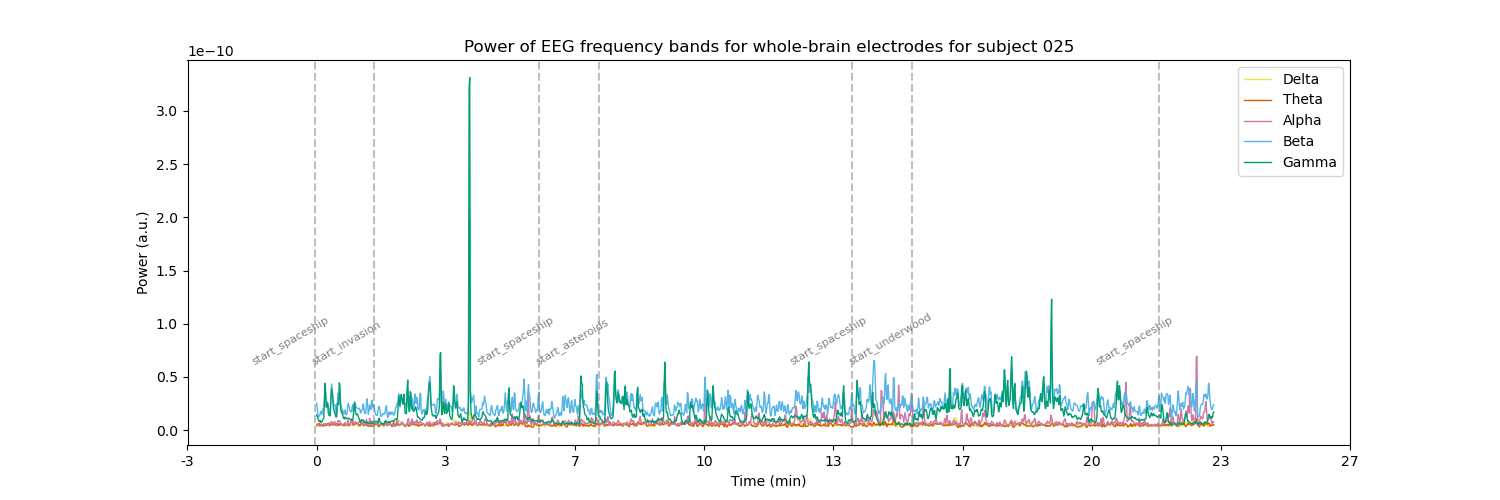 Power of EEG frequency bands for whole-brain electrodes for subject 025
1e−10
Delta
Theta
Alpha
Beta
Gamma
3.0
2.5
2.0
1.5
1.0
0.5
0.0
Power (a.u.)
start_spaceship
start_invasion
start_spaceship
start_asteroids
start_spaceship
start_underwood
start_spaceship
-3 0 3 7 10 13 17 20 23 27
Time (min)